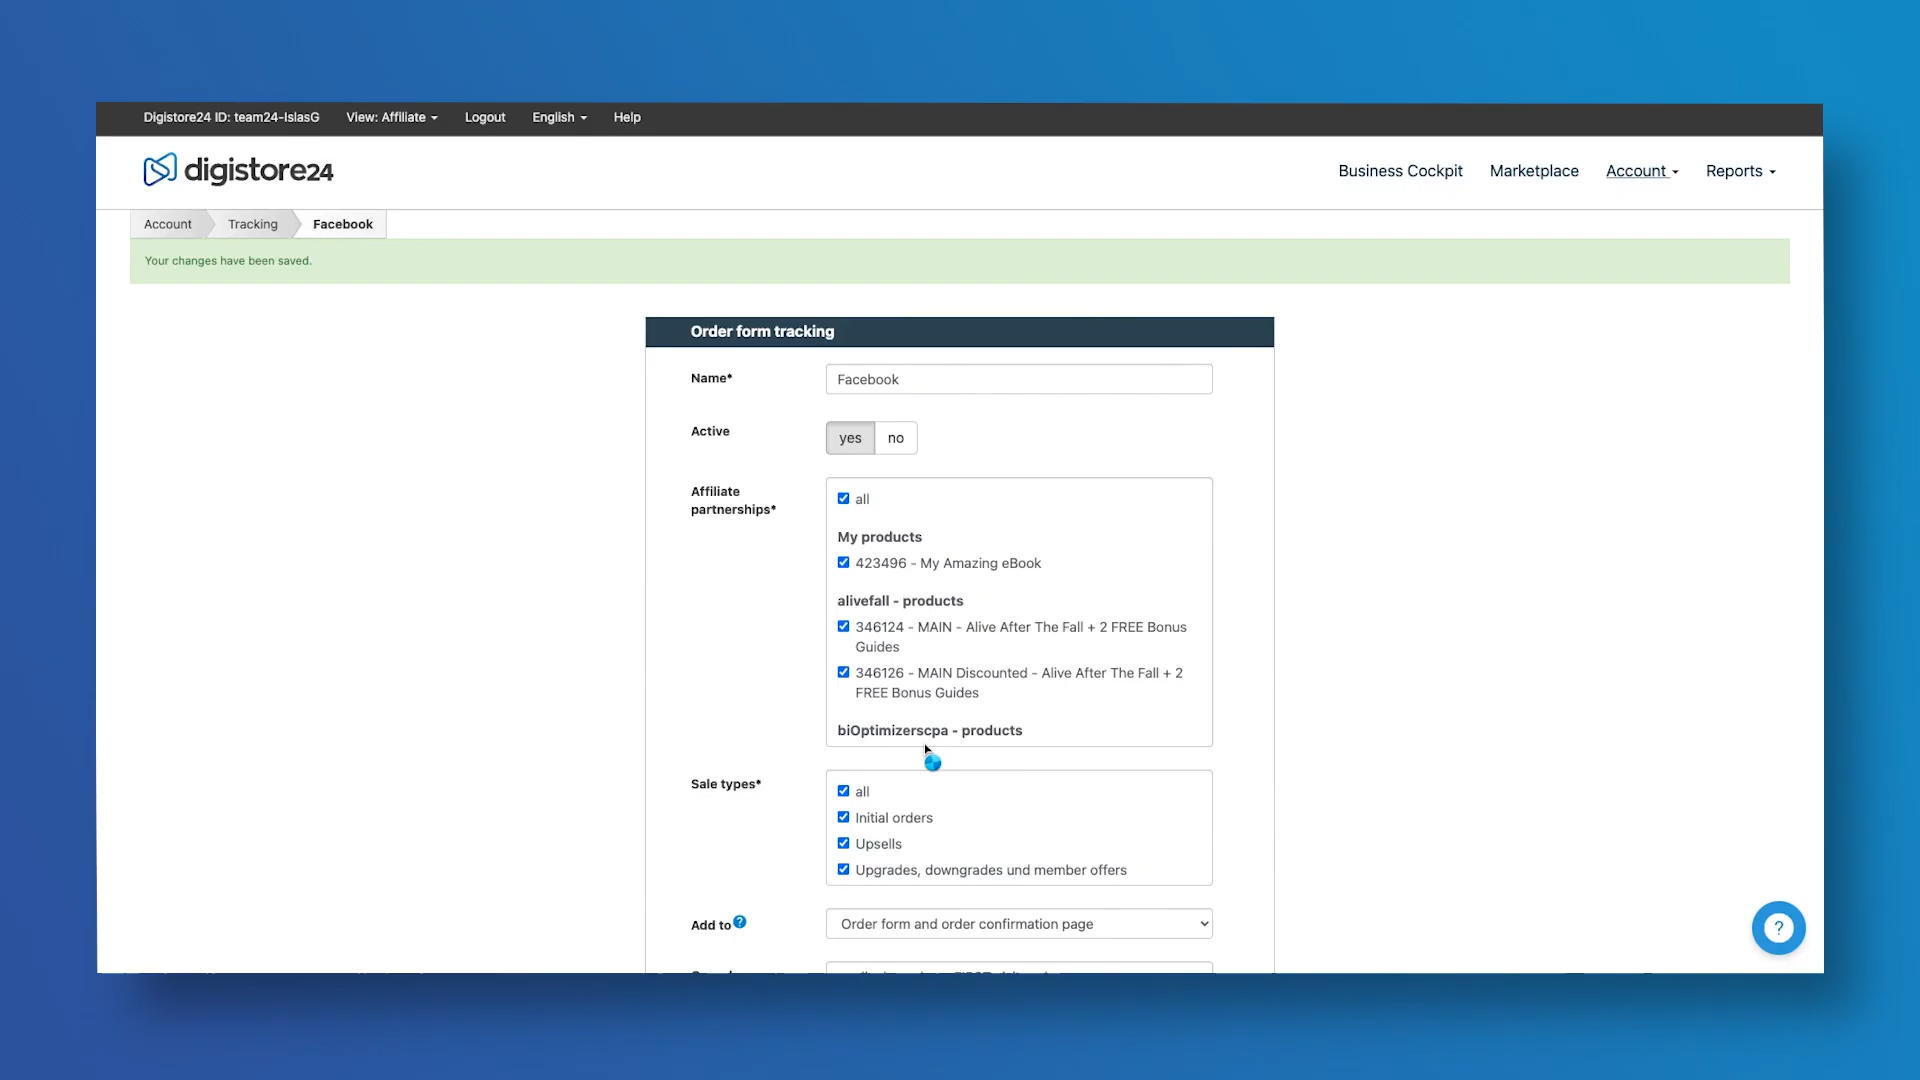 Digistore24 ID: team24-IslasG View: Affiliate Logout English Help
digistore24
Business Cockpit Marketplace Account Reports
Account Tracking Facebook
Your changes have been saved.
Order form tracking
Name* Facebook
Active yes no
Affiliate partnerships*
all
My products
423496 - My Amazing eBook
alivefall - products
346124 - MAIN - Alive After The Fall + 2 FREE Bonus
Guides
346126 - MAIN Discounted - Alive After The Fall + 2
FREE Bonus Guides
biOptimizerscpa - products
Sale types*
all
Initial orders
Upsells
Upgrades, downgrades und member offers
Add to ? Order form and order confirmation page
?